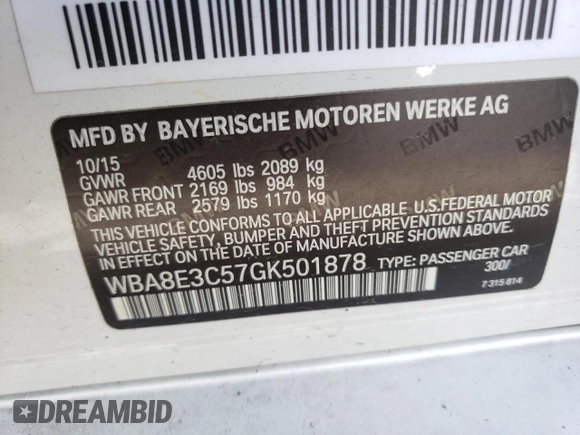 MFD BY BAYERISCHE MOTOREN WERKE AG
10/15
GVWR 4605 lbs 2089 kg
GAWR FRONT 2169 lbs 984 kg
GAWR REAR 2579 lbs 1170 kg
THIS VEHICLE CONFORMS TO ALL APPLICABLE U.S.FEDERAL MOTOR
VEHICLE SAFETY, BUMPER, AND THEFT PREVENTION STANDARDS
IN EFFECT ON THE DATE OF MANUFACTURE SHOWN ABOVE.
WBA8E3C57GK501878 TYPE: PASSENGER CAR
300/
7 315 814
DREAMBID